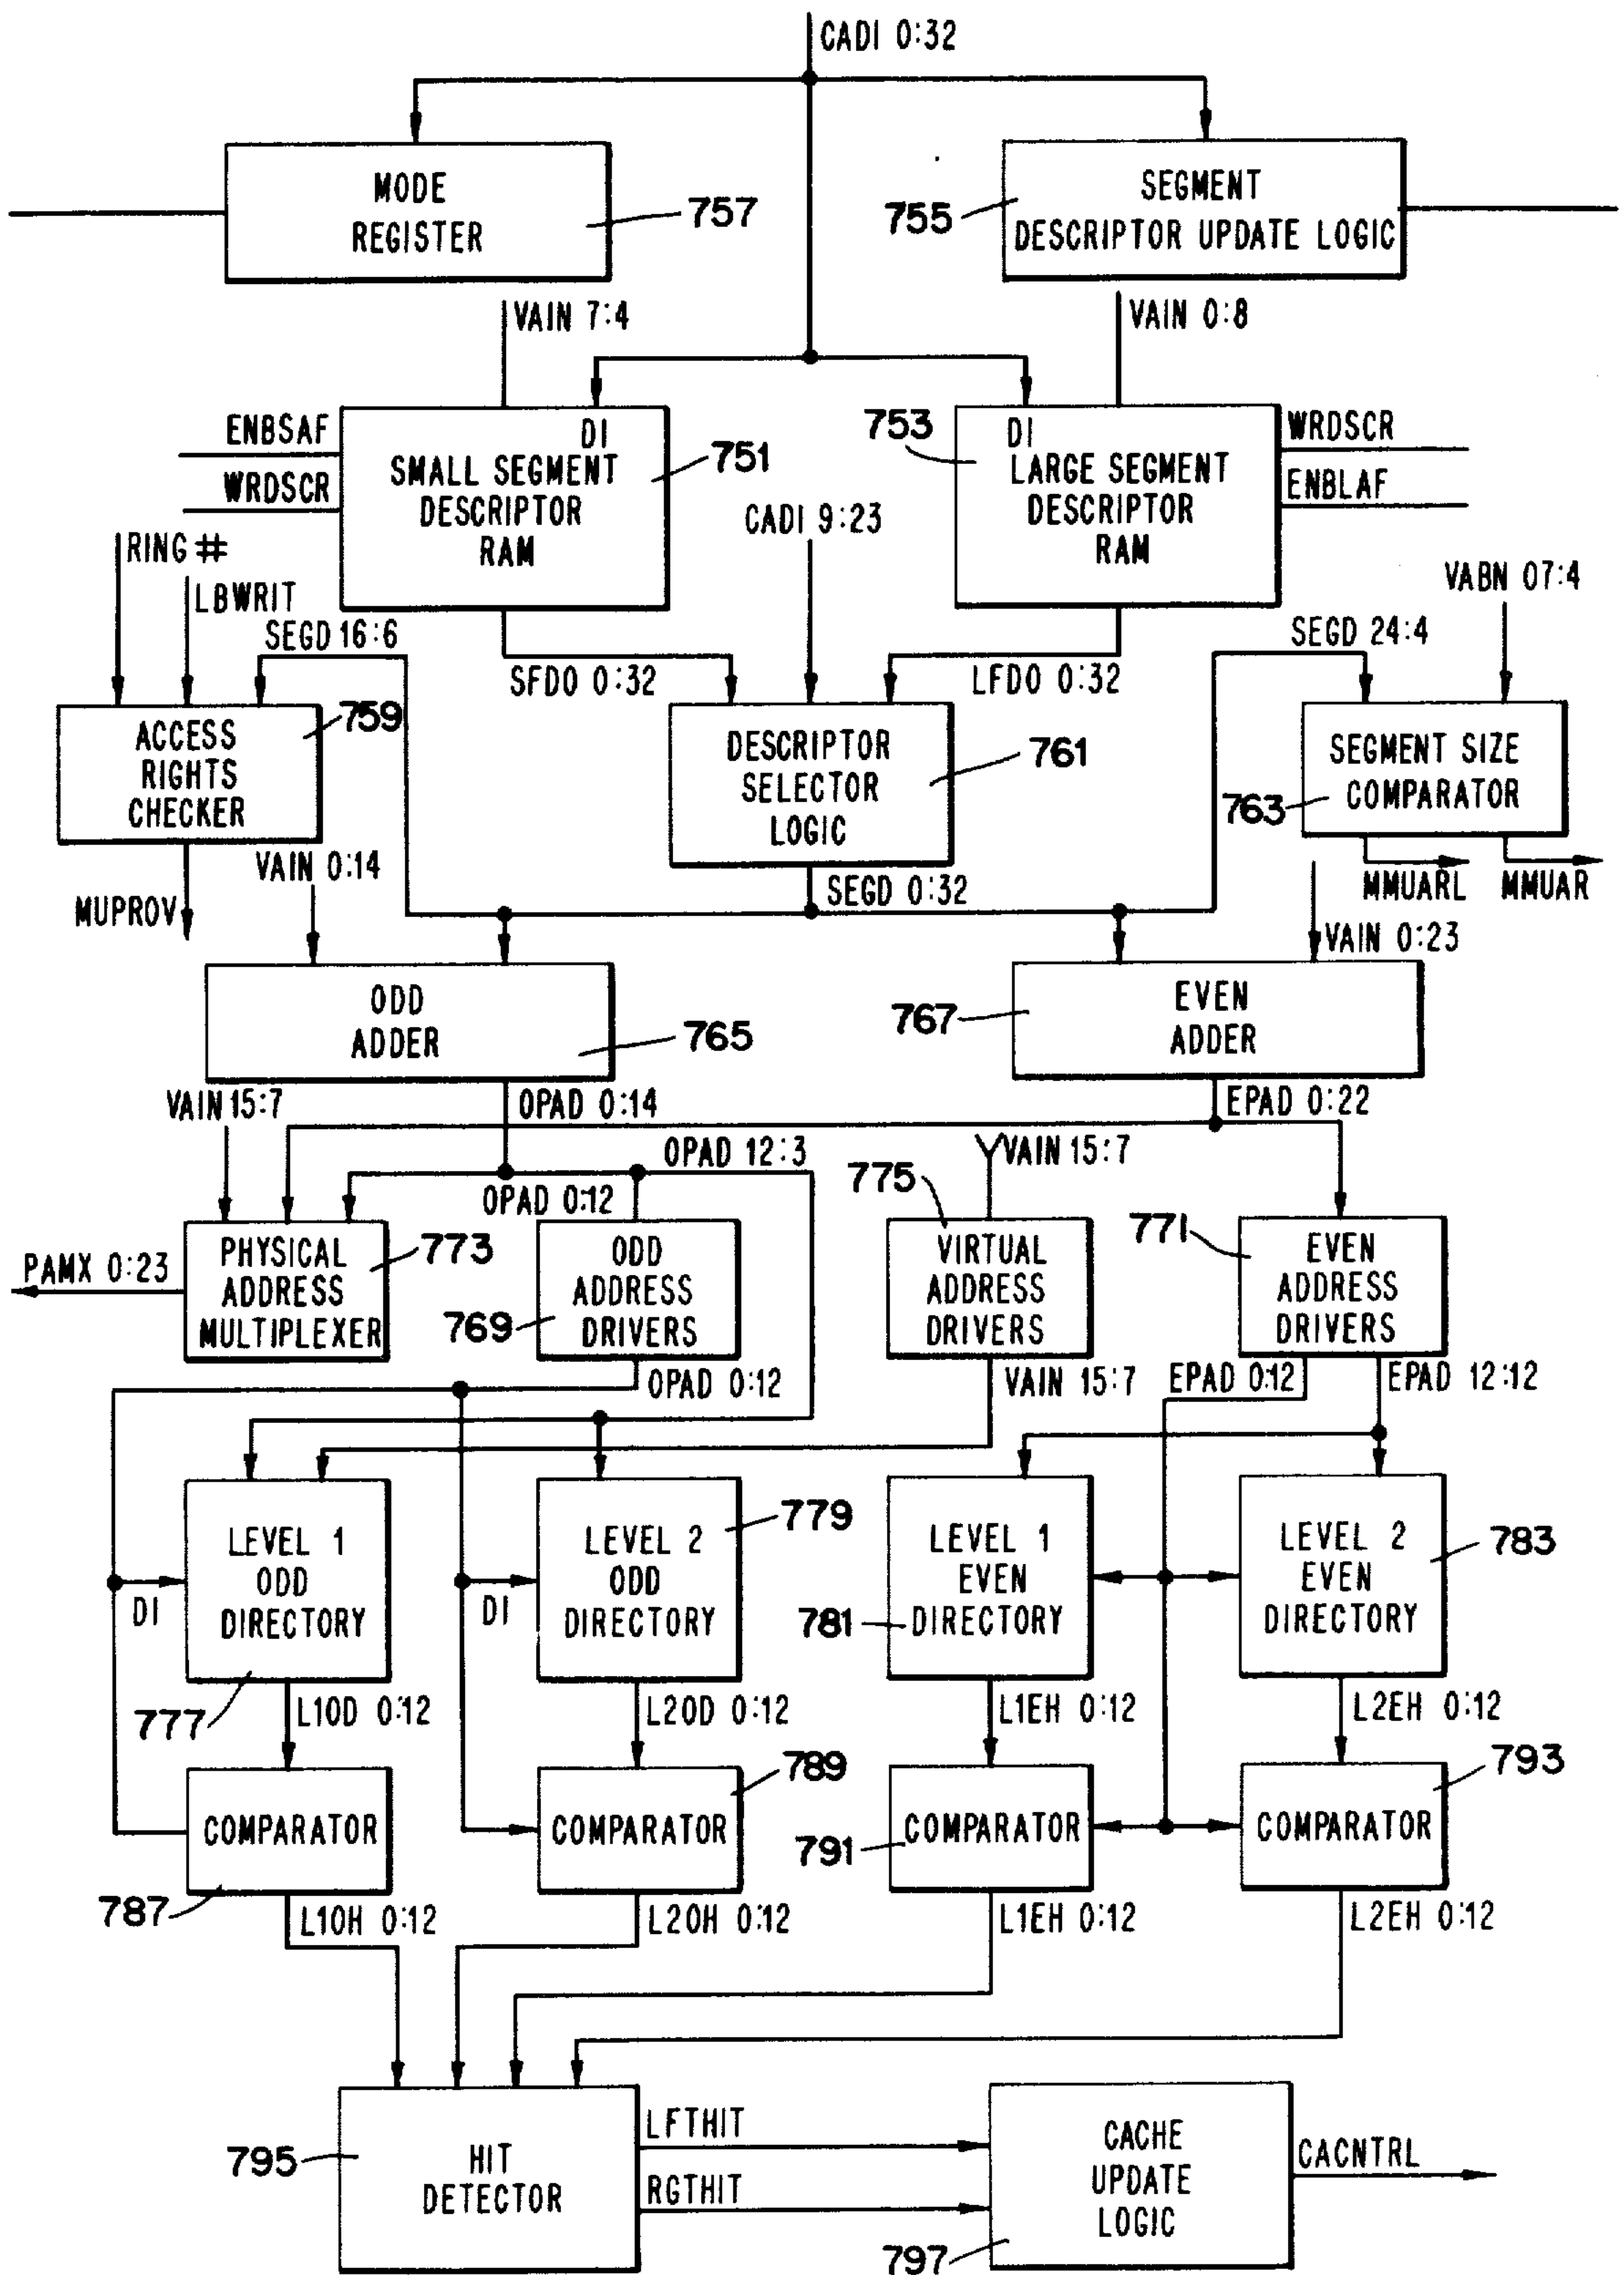 CADI 0:32
MODE
REGISTER
757
755
SEGMENT
DESCRIPTOR UPDATE LOGIC
VAIN 7:4
VAIN 0:8
ENBSAF
WRDSCR
DI
SMALL SEGMENT
DESCRIPTOR
RAM
751
753
DI
LARGE SEGMENT
DESCRIPTOR
RAM
WRDSCR
ENBLAF
CADI 9:23
RING #
LBWRIT
SEGD 16:6
SFDO 0:32
LFDO 0:32
SEGD 24:4
VABN 07:4
ACCESS
RIGHTS
CHECKER
759
DESCRIPTOR
SELECTOR
LOGIC
761
SEGMENT SIZE
COMPARATOR
763
MUPROV
VAIN 0:14
SEGD 0:32
MMUARL
MMUAR
VAIN 0:23
ODD
ADDER
765
767
EVEN
ADDER
VAIN 15:7
OPAD 0:14
EPAD 0:22
OPAD 12:3
OPAD 0:12
VAIN 15:7
775
771
PAMX 0:23
PHYSICAL
ADDRESS
MULTIPLEXER
773
769
ODD
ADDRESS
DRIVERS
VIRTUAL
ADDRESS
DRIVERS
EVEN
ADDRESS
DRIVERS
OPAD 0:12
VAIN 15:7
EPAD 0:12
EPAD 12:12
DI
LEVEL 1
ODD
DIRECTORY
777
DI
LEVEL 2
ODD
DIRECTORY
779
LEVEL 1
EVEN
DIRECTORY
781
LEVEL 2
EVEN
DIRECTORY
783
L1OD 0:12
L2OD 0:12
L1EH 0:12
L2EH 0:12
COMPARATOR
787
COMPARATOR
789
COMPARATOR
791
COMPARATOR
793
L1OH 0:12
L2OH 0:12
L1EH 0:12
L2EH 0:12
795
HIT
DETECTOR
LFTHIT
RGTHIT
CACHE
UPDATE
LOGIC
797
CACNTRL